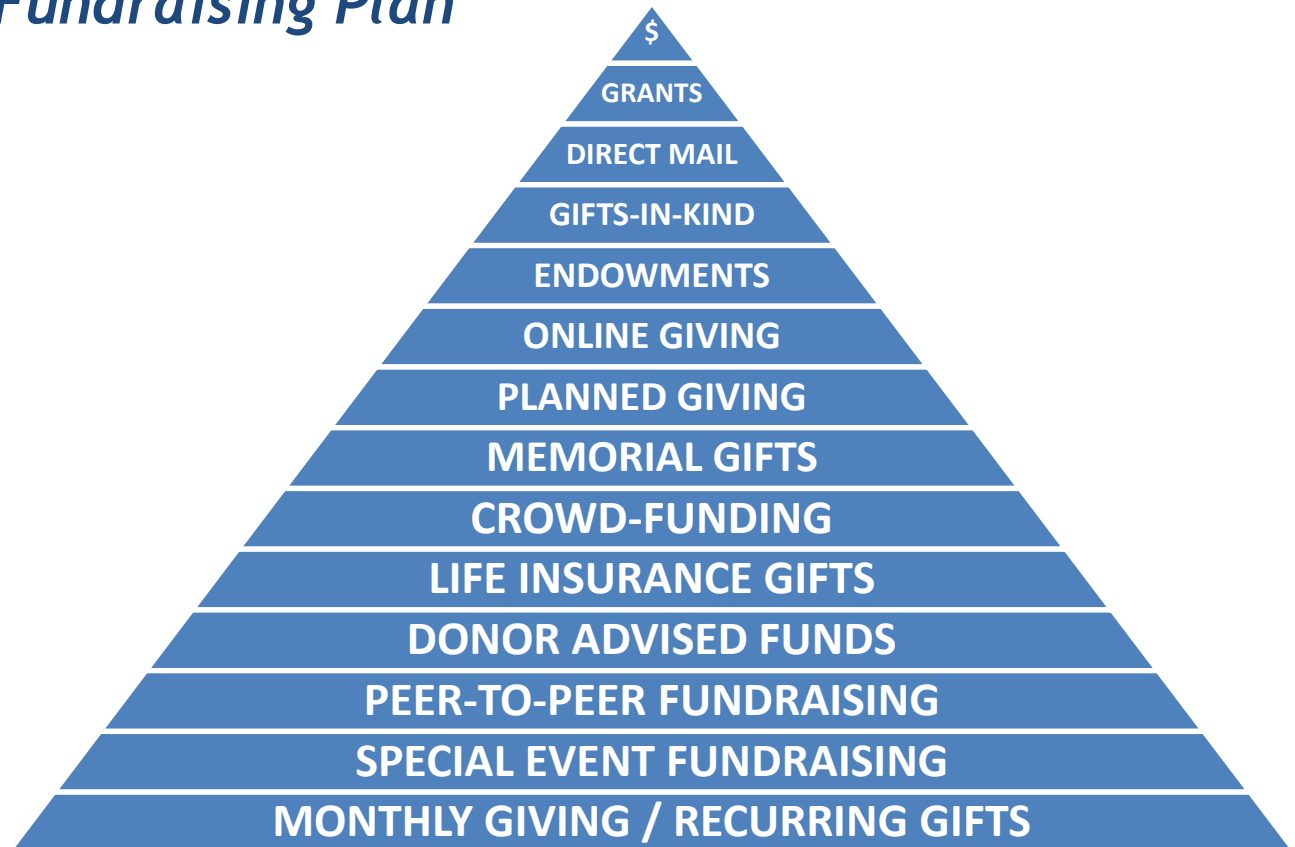 Fundraising Plan
$
GRANTS
DIRECT MAIL
GIFTS-IN-KIND
ENDOWMENTS
ONLINE GIVING
PLANNED GIVING
MEMORIAL GIFTS
CROWD-FUNDING
LIFE INSURANCE GIFTS
DONOR ADVISED FUNDS
PEER-TO-PEER FUNDRAISING
SPECIAL EVENT FUNDRAISING
MONTHLY GIVING / RECURRING GIFTS